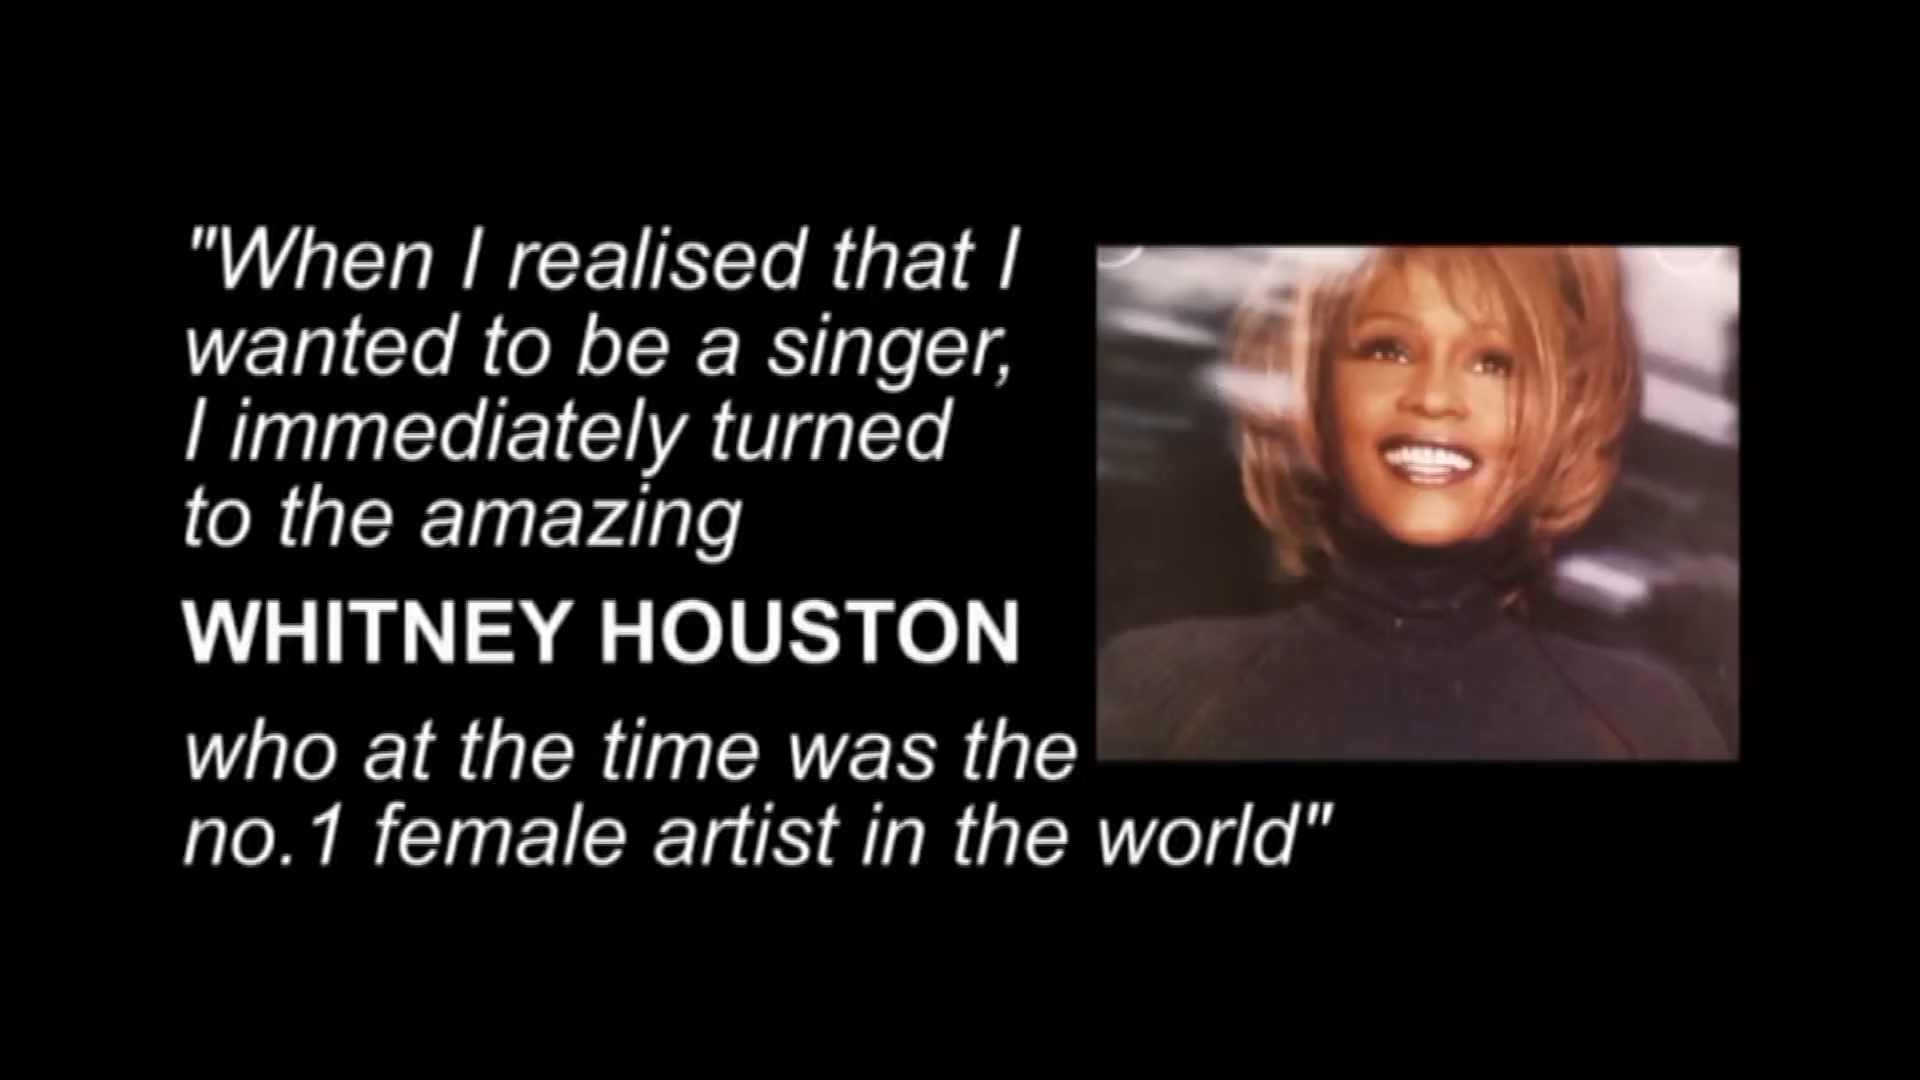 "When I realised that I
wanted to be a singer,
I immediately turned
to the amazing
WHITNEY HOUSTON
who at the time was the
no.1 female artist in the world"